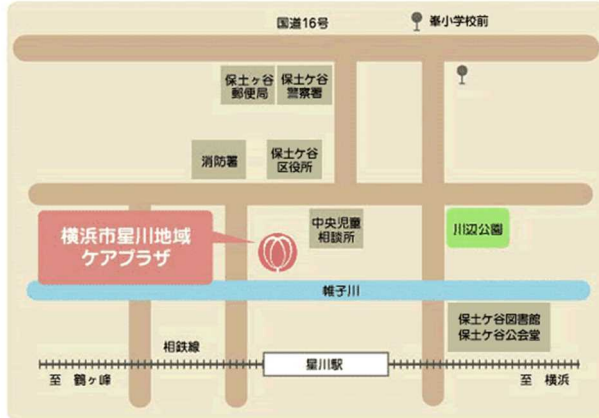 国道16号
峯小学校前
保土ヶ谷
郵便局
保土ケ谷
警察署
消防署
保土ケ谷
区役所
横浜市星川地域
ケアプラザ
中央児童
相談所
川辺公園
帷子川
保土ケ谷図書館
保土ケ谷公会堂
相鉄線
星川駅
至 鶴ヶ峰
至 横浜